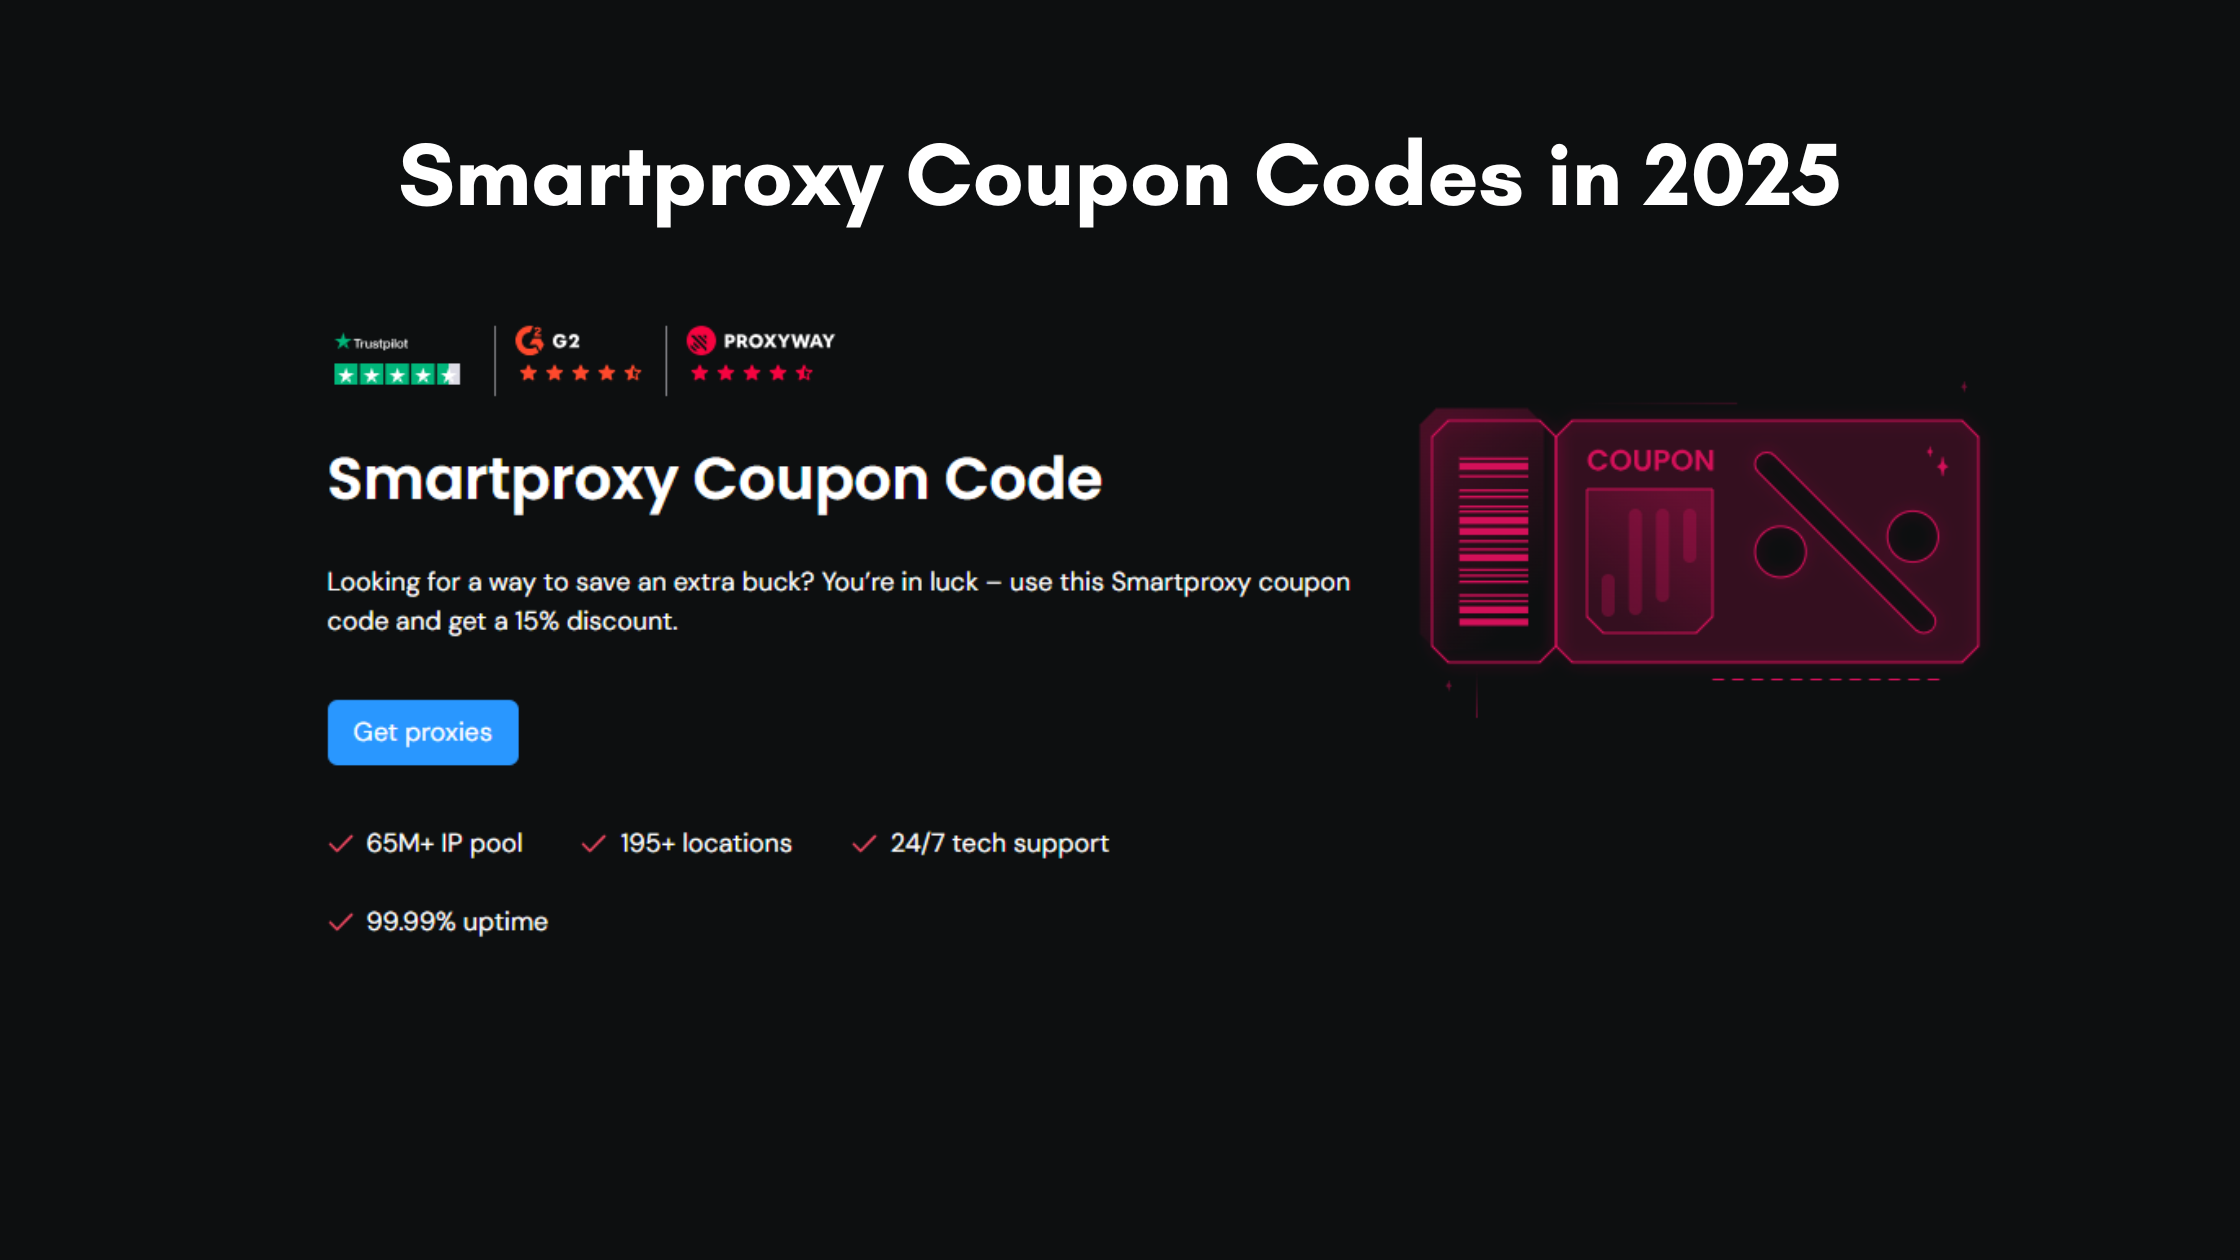 Smartproxy Coupon Codes in 2025
Trustpilot
G2
PROXYWAY
Smartproxy Coupon Code
Looking for a way to save an extra buck? You’re in luck – use this Smartproxy coupon
code and get a 15% discount.
COUPON
Get proxies
65M+ IP pool
195+ locations
24/7 tech support
99.99% uptime